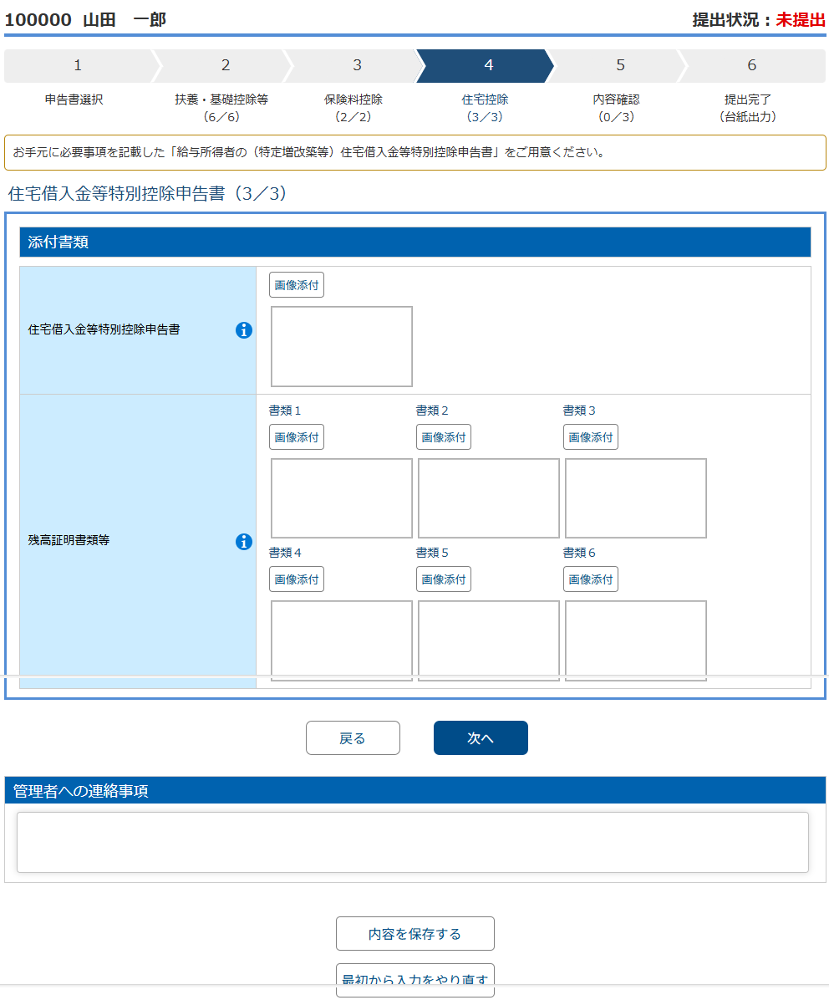 100000 山田　一郎
提出状況：未提出
1 2 3 4 5 6
申告書選択 扶養・基礎控除等 保険料控除 住宅控除 内容確認 提出完了
（6／6） （2／2） （3／3） （0／3） （台紙出力）
お手元に必要事項を記載した「給与所得者の（特定増改築等）住宅借入金等特別控除申告書」をご用意ください。
住宅借入金等特別控除申告書（3／3）
添付書類
画像添付
住宅借入金等特別控除申告書
書類１ 書類２ 書類３
画像添付 画像添付 画像添付
残高証明書類等
書類４ 書類５ 書類６
画像添付 画像添付 画像添付
戻る 次へ
管理者への連絡事項
内容を保存する
最初から入力をやり直す